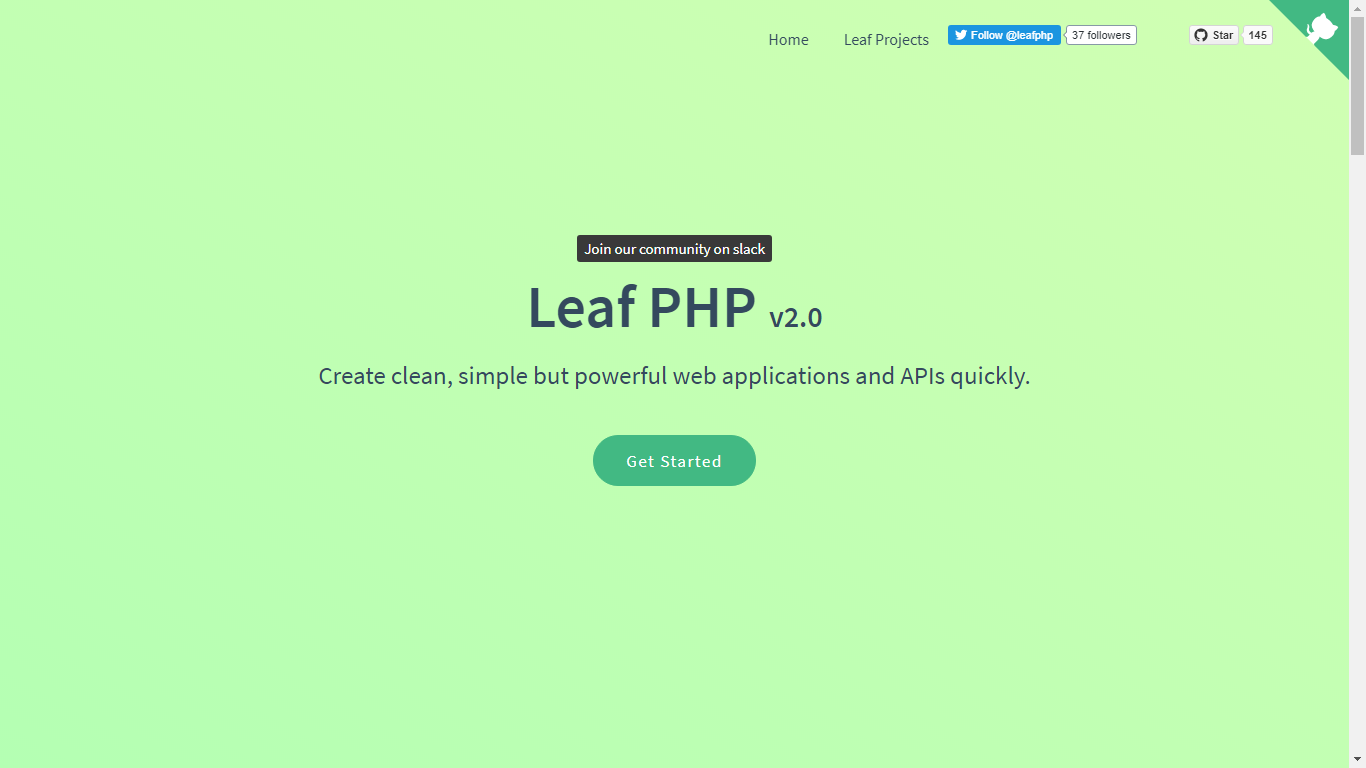 Home Leaf Projects Follow @leafphp 37 followers Star 145
Join our community on slack
Leaf PHP v2.0
Create clean, simple but powerful web applications and APIs quickly.
Get Started